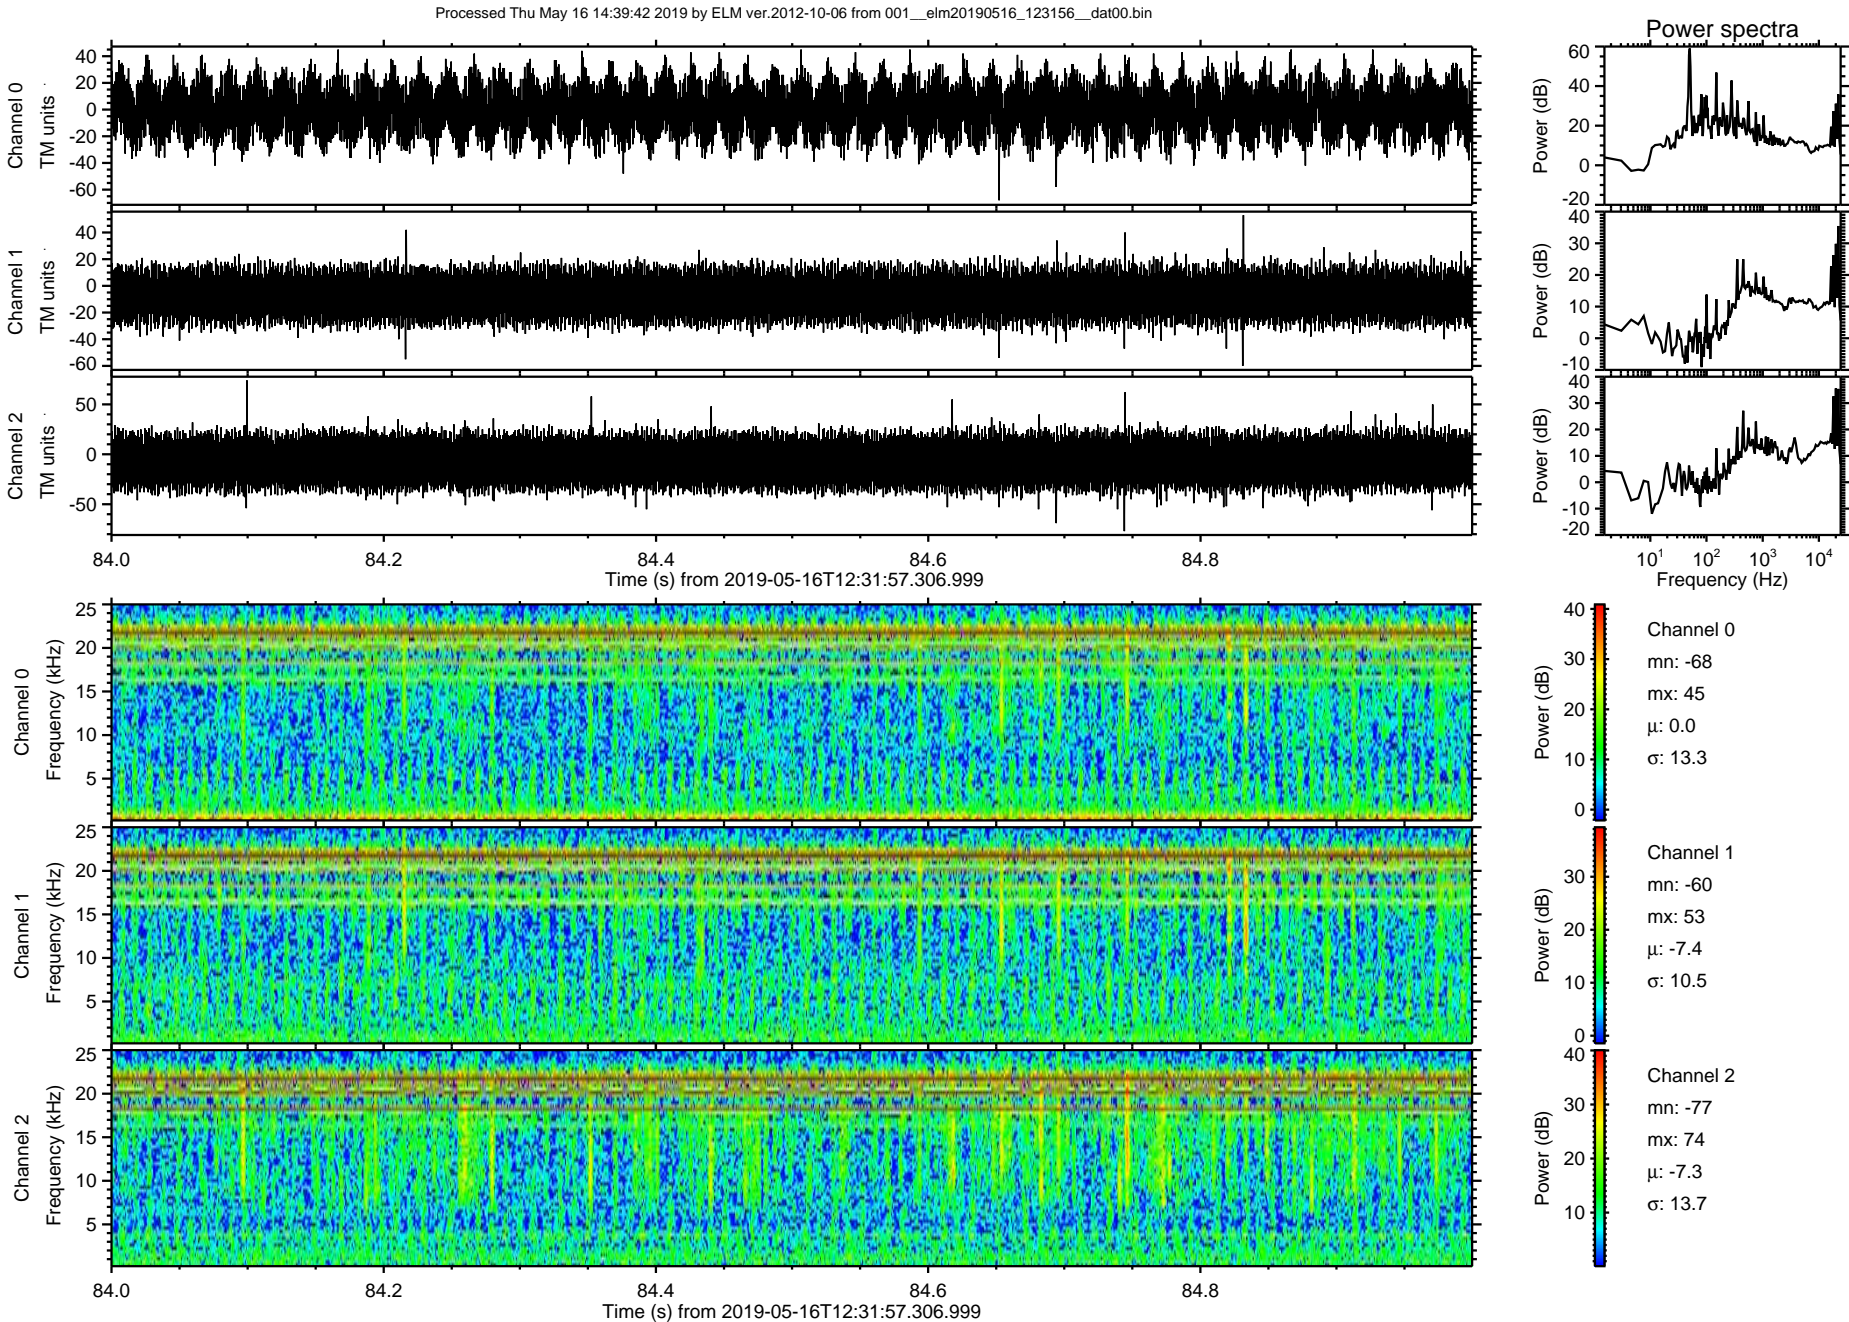 Processed Thu May 16 14:39:42 2019 by ELM ver.2012-10-06 from 001__elm20190516_123156__dat00.bin
Power spectra
Channel 0
TM units
40
20
0
-20
-40
-60
Power (dB)
60
40
20
0
-20
Channel 1
TM units
40
20
0
-20
-40
-60
Power (dB)
40
30
20
10
0
-10
Channel 2
TM units
50
0
-50
Power (dB)
40
30
20
10
0
-10
-20
84.0 84.2 84.4 84.6 84.8
Time (s) from 2019-05-16T12:31:57.306.999
10^1 10^2 10^3 10^4
Frequency (Hz)
Channel 0
Frequency (kHz)
25
20
15
10
5
Power (dB)
40
30
20
10
0
Channel 0
mn: -68
mx: 45
μ: 0.0
σ: 13.3
Channel 1
Frequency (kHz)
25
20
15
10
5
Power (dB)
30
20
10
0
Channel 1
mn: -60
mx: 53
μ: -7.4
σ: 10.5
Channel 2
Frequency (kHz)
25
20
15
10
5
Power (dB)
40
30
20
10
Channel 2
mn: -77
mx: 74
μ: -7.3
σ: 13.7
84.0 84.2 84.4 84.6 84.8
Time (s) from 2019-05-16T12:31:57.306.999